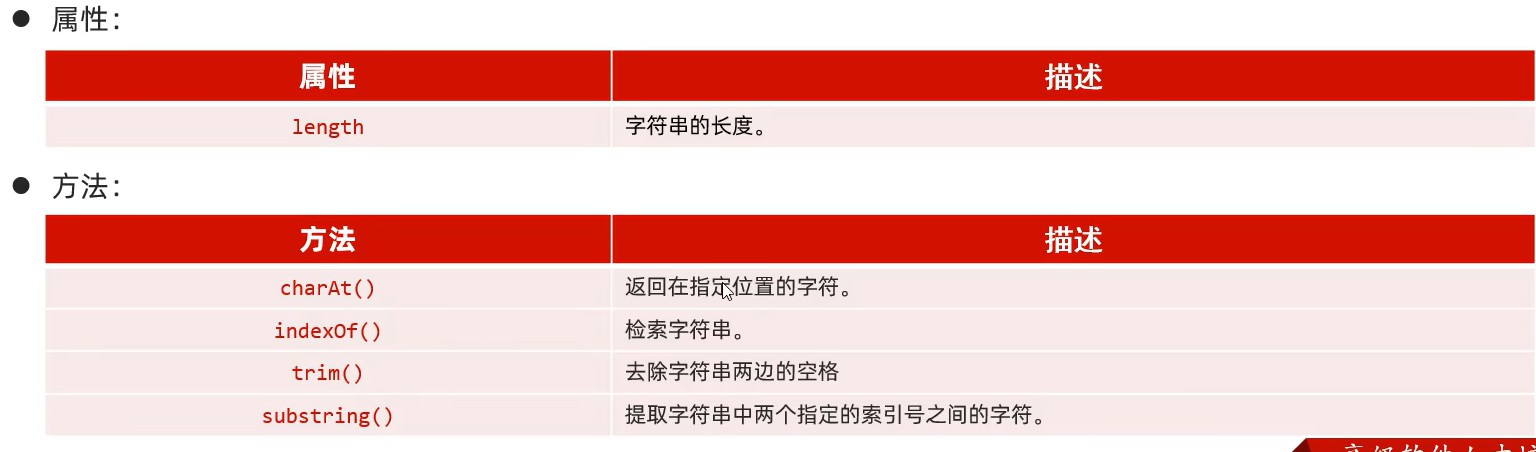 属性：
属性 描述
length 字符串的长度。
方法：
方法 描述
charAt() 返回在指定位置的字符。
indexOf() 检索字符串。
trim() 去除字符串两边的空格
substring() 提取字符串中两个指定的索引号之间的字符。